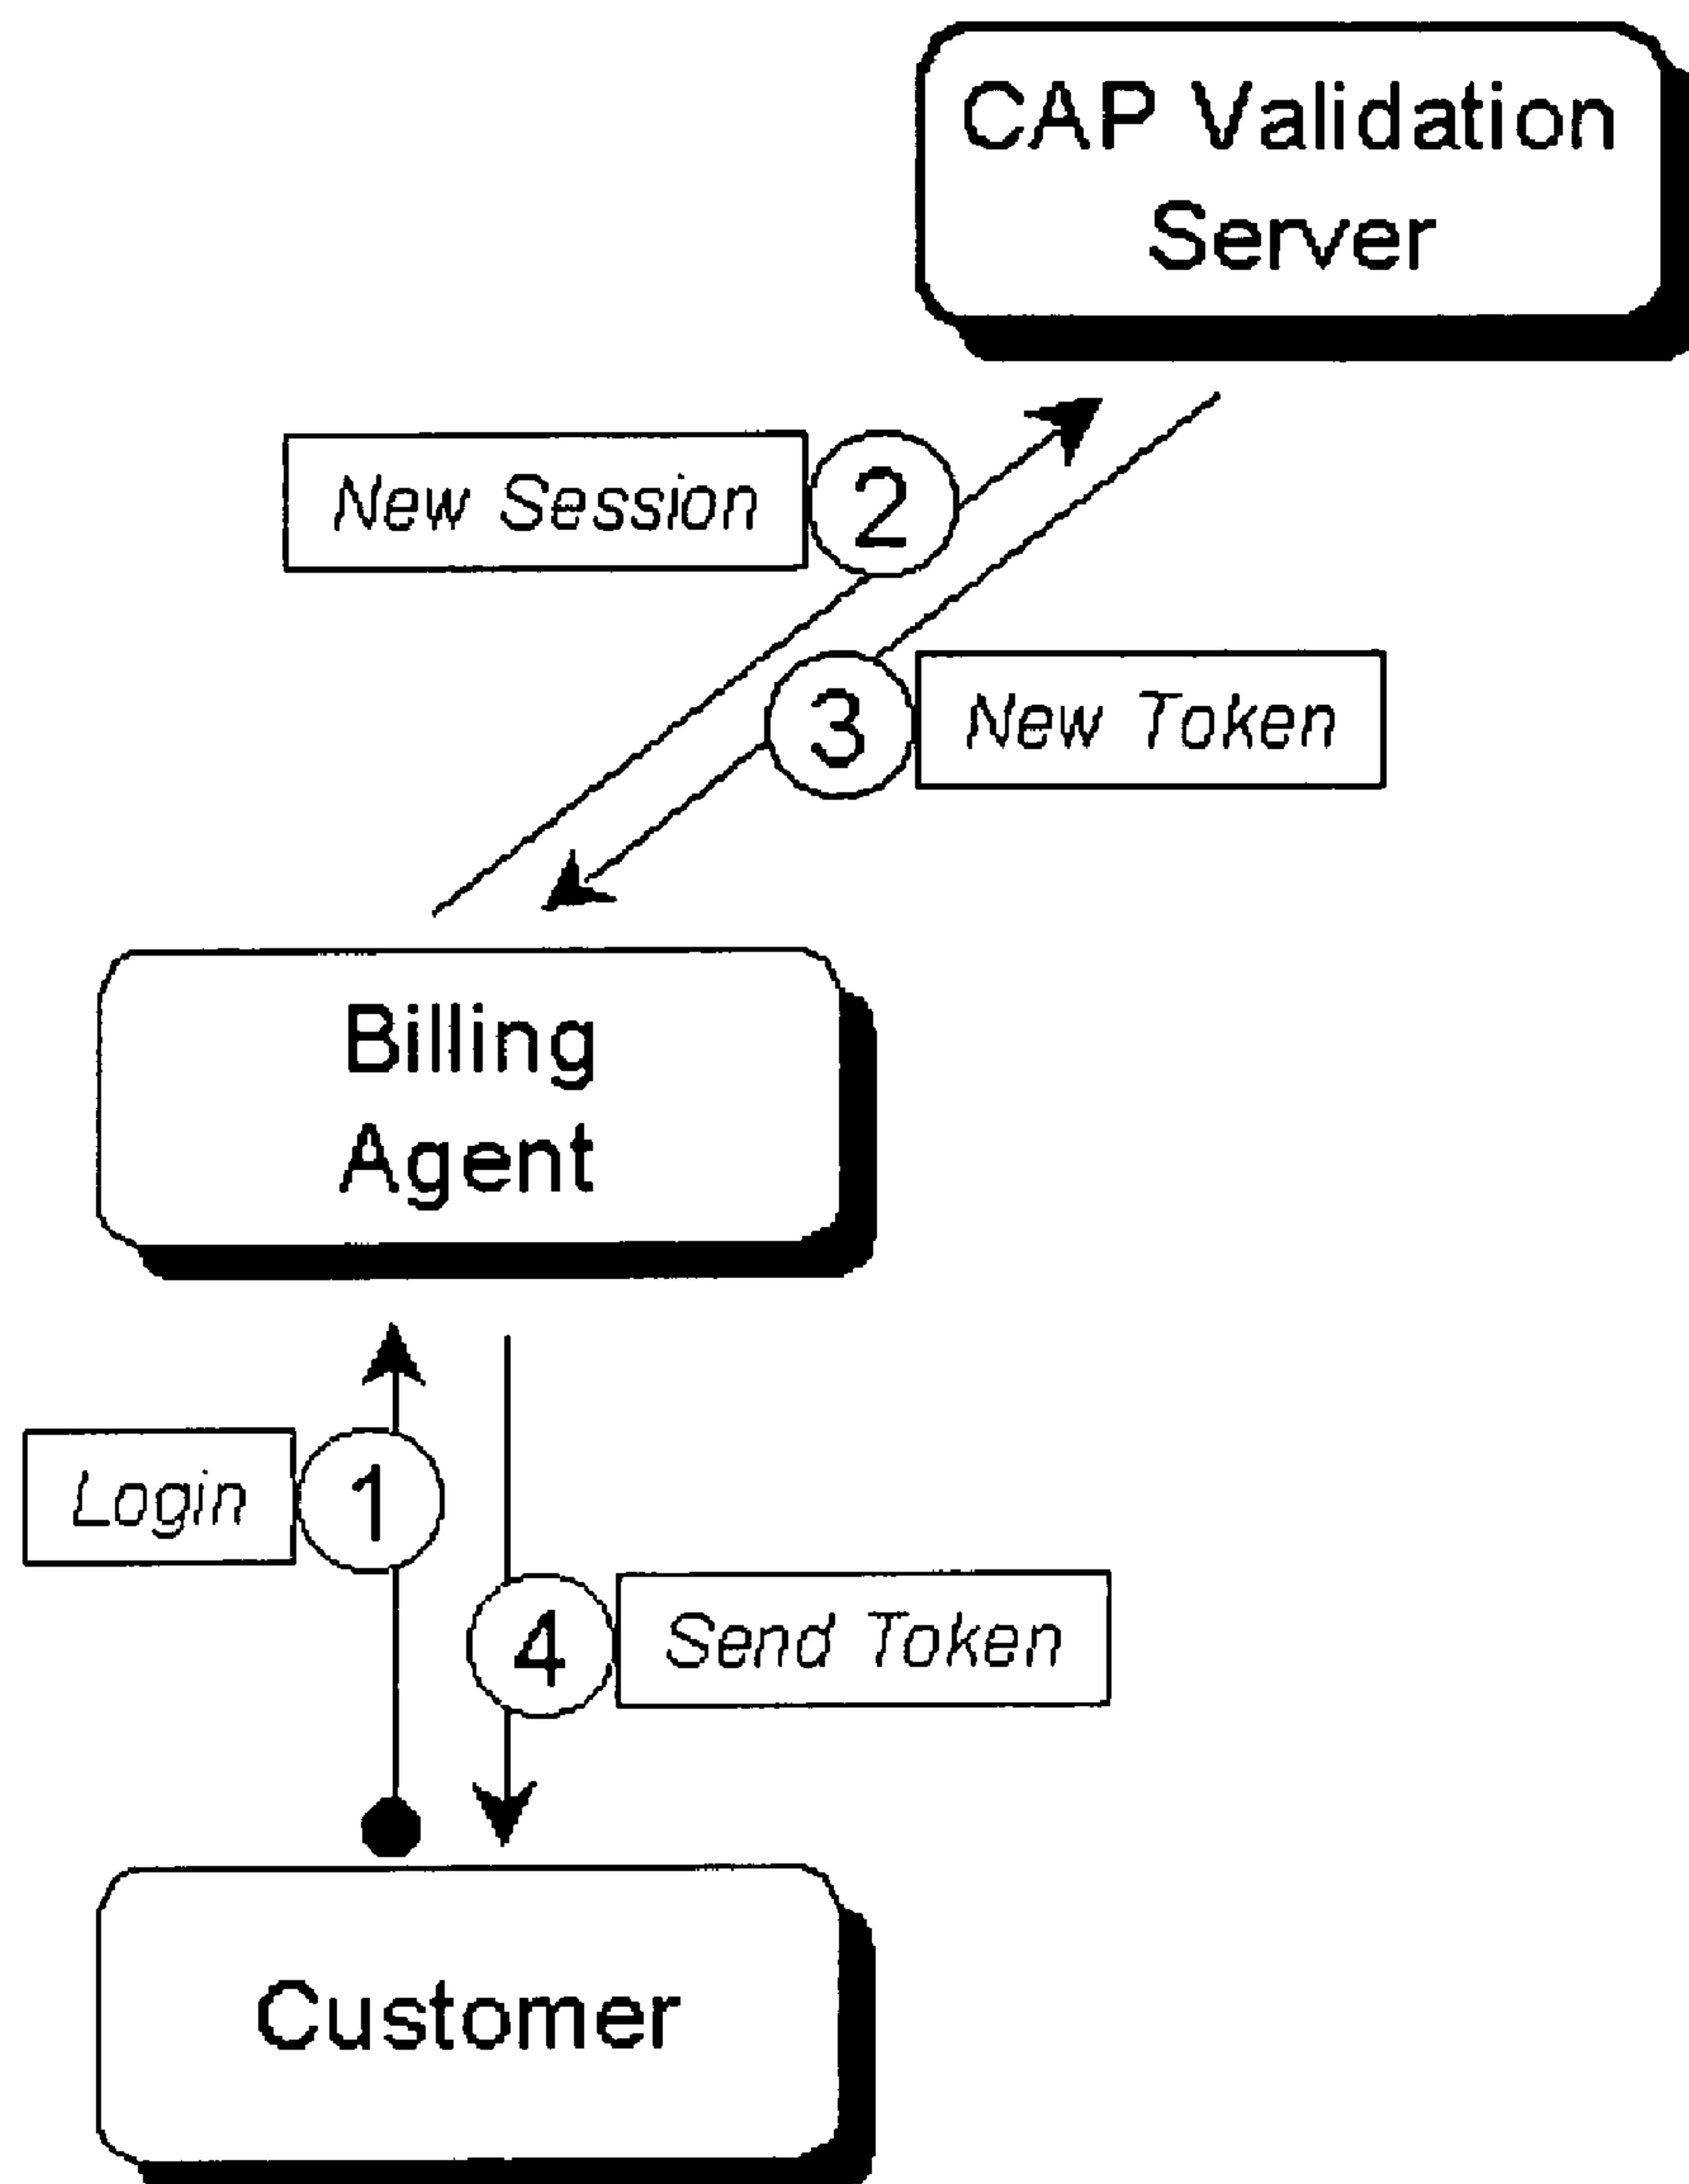 CAP Validation
Server
New Session
2
3
New Token
Billing
Agent
Login
1
4
Send Token
Customer